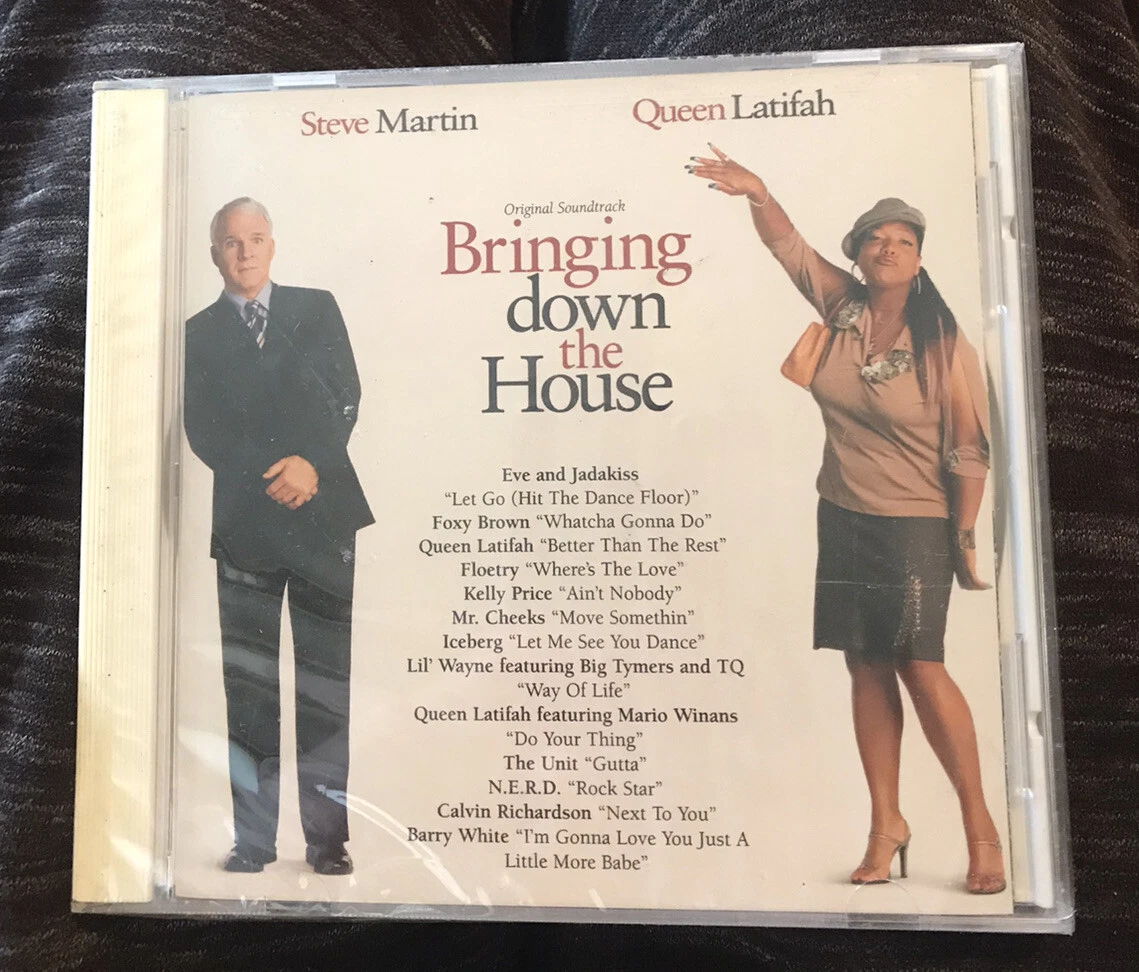 Steve Martin
Queen Latifah
Original Soundtrack
Bringing
down
the
House
Eve and Jadakiss
“Let Go (Hit The Dance Floor)”
Foxy Brown “Whatcha Gonna Do”
Queen Latifah “Better Than The Rest”
Floetry “Where's The Love”
Kelly Price “Ain't Nobody”
Mr. Cheeks “Move Somethin”
Iceberg “Let Me See You Dance”
Lil' Wayne featuring Big Tymers and TQ
“Way Of Life”
Queen Latifah featuring Mario Winans
“Do Your Thing”
The Unit “Gutta”
N.E.R.D. “Rock Star”
Calvin Richardson “Next To You”
Barry White “I'm Gonna Love You Just A
Little More Babe”